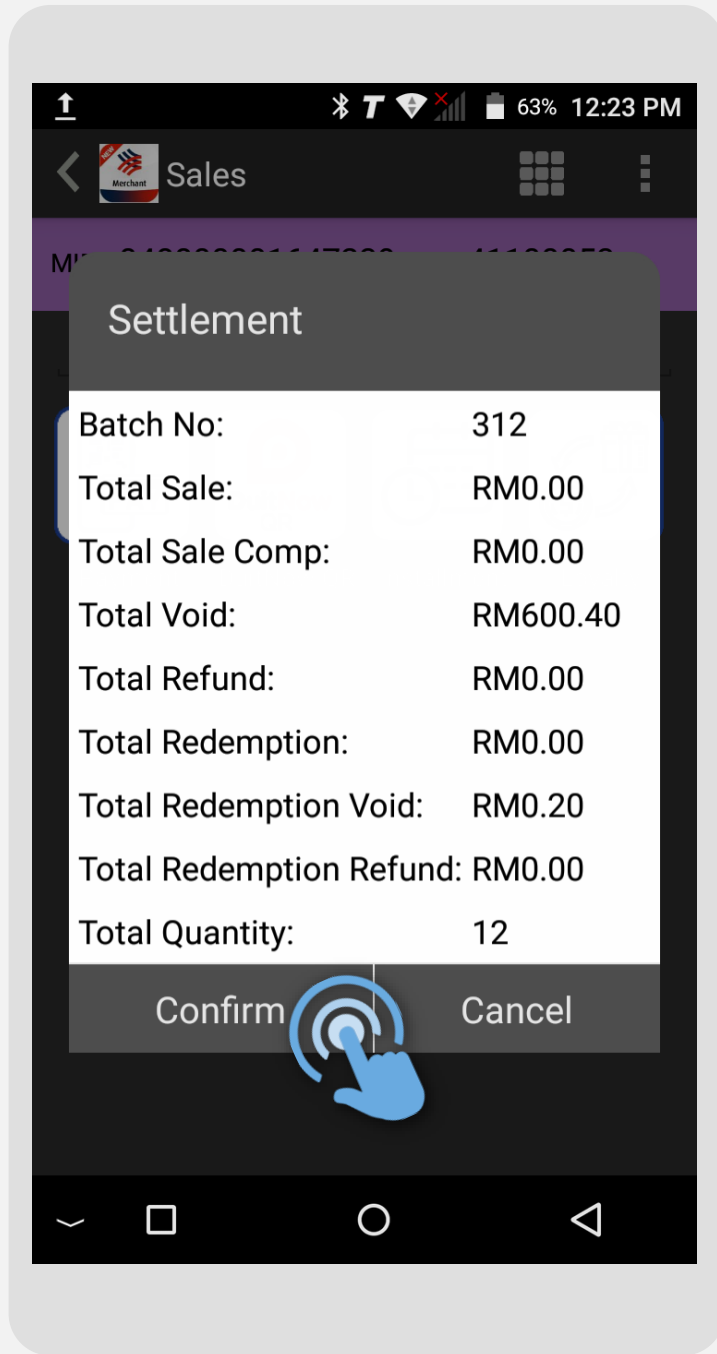 63% 12:23 PM
NEW
Merchant
Sales
Settlement
Batch No: 312
Total Sale: RM0.00
Total Sale Comp: RM0.00
Total Void: RM600.40
Total Refund: RM0.00
Total Redemption: RM0.00
Total Redemption Void: RM0.20
Total Redemption Refund: RM0.00
Total Quantity: 12
Confirm Cancel